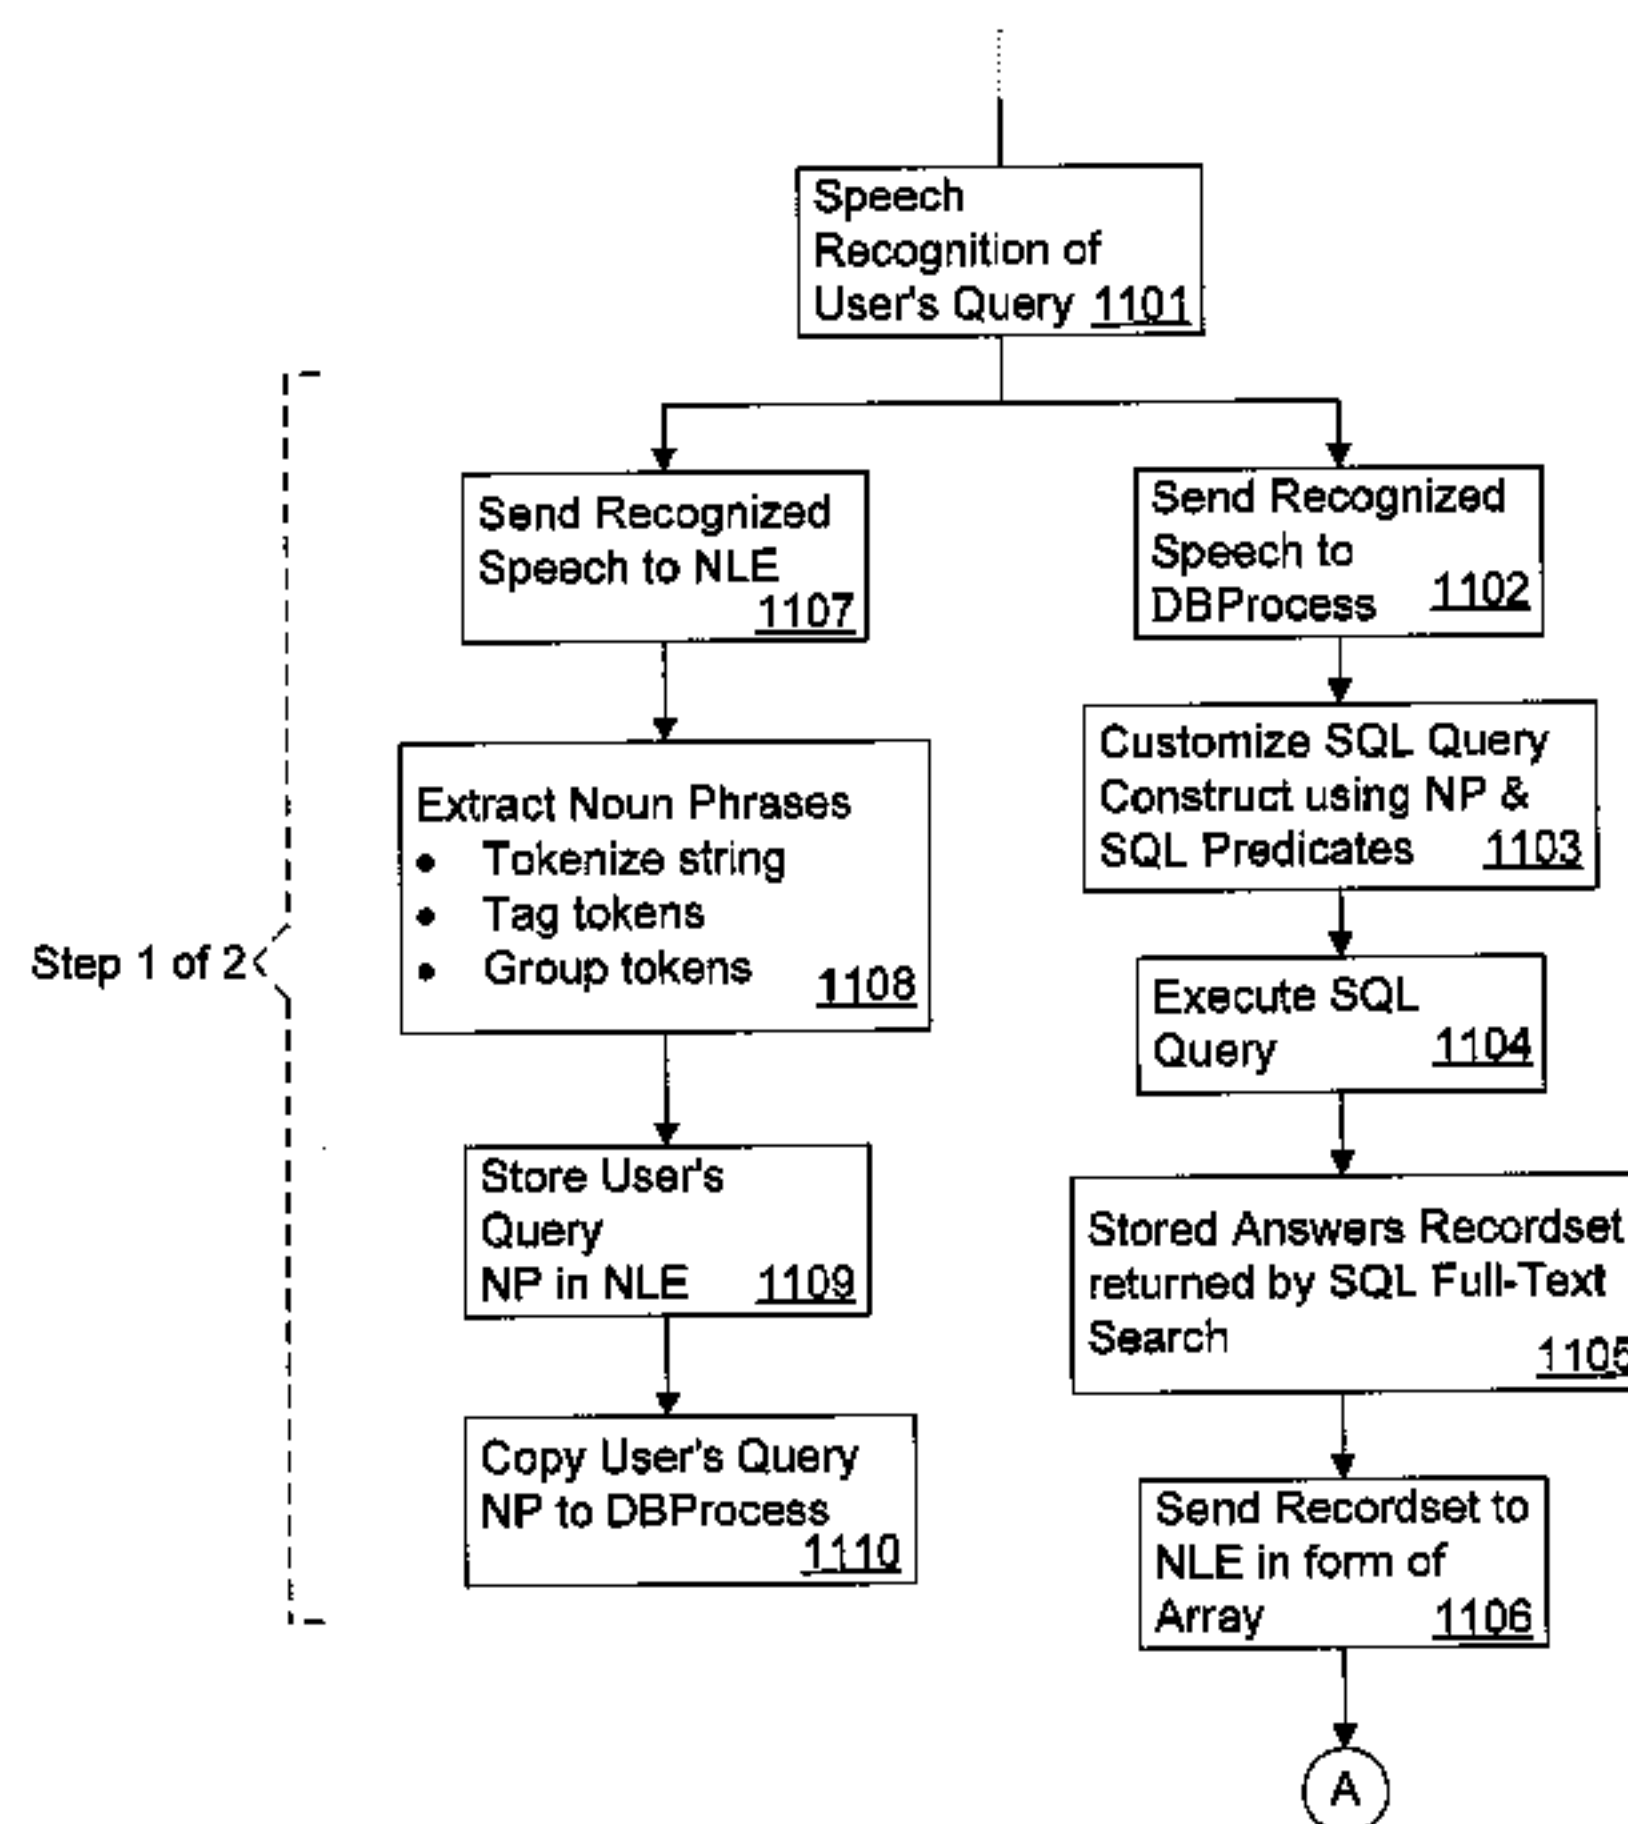 Speech
Recognition of
User's Query 1101
Send Recognized
Speech to NLE
1107
Send Recognized
Speech to
DBProcess 1102
Extract Noun Phrases
• Tokenize string
• Tag tokens
• Group tokens
1108
Customize SQL Query
Construct using NP &
SQL Predicates 1103
Step 1 of 2
Execute SQL
Query 1104
Store User's
Query
NP in NLE 1109
Stored Answers Recordset
returned by SQL Full-Text
Search
1105
Copy User's Query
NP to DBProcess
1110
Send Recordset to
NLE in form of
Array 1106
A